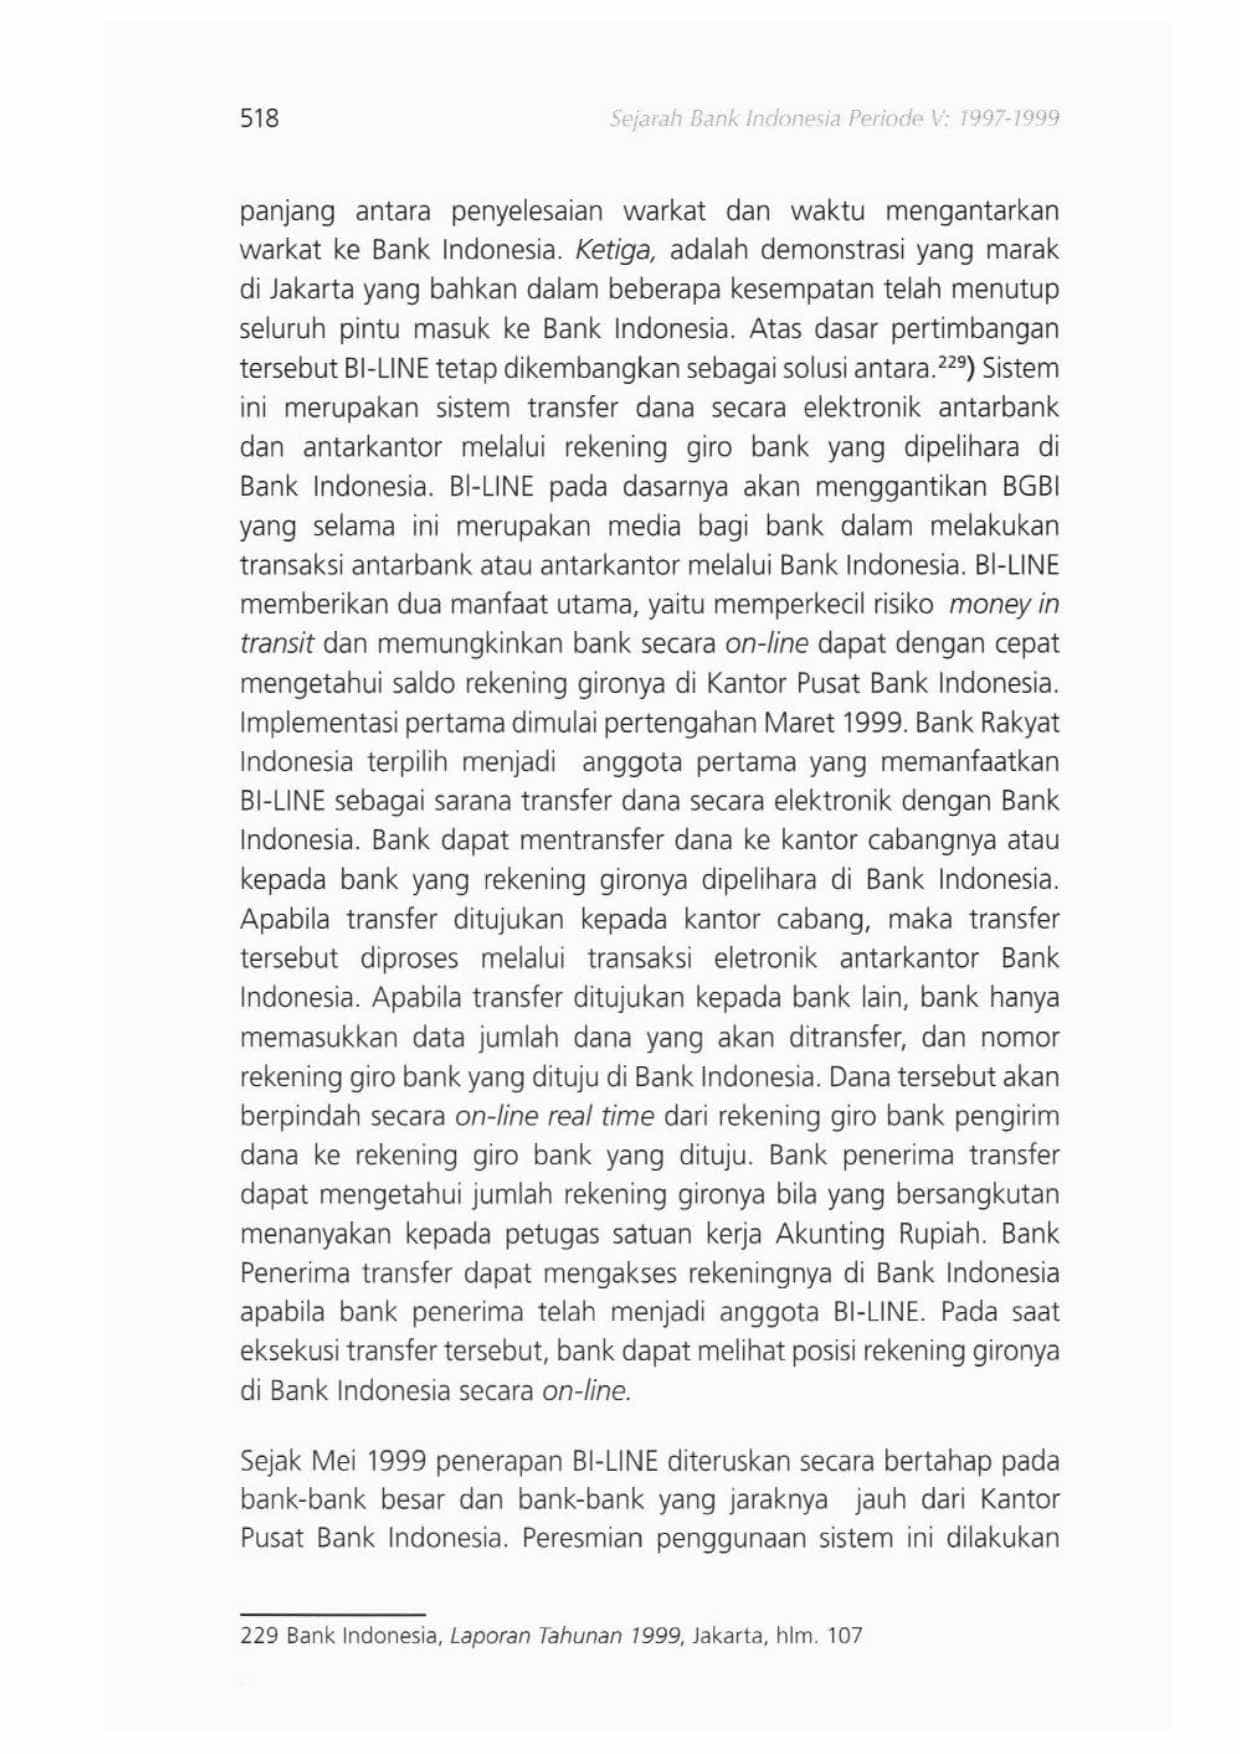 518
Sejarah Bank Indonesia Periode V: 1997-1999
panjang antara penyelesaian warkat dan waktu mengantarkan
warkat ke Bank Indonesia. Ketiga, adalah demonstrasi yang marak
di Jakarta yang bahkan dalam beberapa kesempatan telah menutup
seluruh pintu masuk ke Bank Indonesia. Atas dasar pertimbangan
tersebut BI-LINE tetap dikembangkan sebagai solusi antara.²²⁹) Sistem
ini merupakan sistem transfer dana secara elektronik antarbank
dan antarkantor melalui rekening giro bank yang dipelihara di
Bank Indonesia. BI-LINE pada dasarnya akan menggantikan BGBI
yang selama ini merupakan media bagi bank dalam melakukan
transaksi antarbank atau antarkantor melalui Bank Indonesia. BI-LINE
memberikan dua manfaat utama, yaitu memperkecil risiko money in
transit dan memungkinkan bank secara on-line dapat dengan cepat
mengetahui saldo rekening gironya di Kantor Pusat Bank Indonesia.
Implementasi pertama dimulai pertengahan Maret 1999. Bank Rakyat
Indonesia terpilih menjadi anggota pertama yang memanfaatkan
BI-LINE sebagai sarana transfer dana secara elektronik dengan Bank
Indonesia. Bank dapat mentransfer dana ke kantor cabangnya atau
kepada bank yang rekening gironya dipelihara di Bank Indonesia.
Apabila transfer ditujukan kepada kantor cabang, maka transfer
tersebut diproses melalui transaksi eletronik antarkantor Bank
Indonesia. Apabila transfer ditujukan kepada bank lain, bank hanya
memasukkan data jumlah dana yang akan ditransfer, dan nomor
rekening giro bank yang dituju di Bank Indonesia. Dana tersebut akan
berpindah secara on-line real time dari rekening giro bank pengirim
dana ke rekening giro bank yang dituju. Bank penerima transfer
dapat mengetahui jumlah rekening gironya bila yang bersangkutan
menanyakan kepada petugas satuan kerja Akunting Rupiah. Bank
Penerima transfer dapat mengakses rekeningnya di Bank Indonesia
apabila bank penerima telah menjadi anggota BI-LINE. Pada saat
eksekusi transfer tersebut, bank dapat melihat posisi rekening gironya
di Bank Indonesia secara on-line.
Sejak Mei 1999 penerapan BI-LINE diteruskan secara bertahap pada
bank-bank besar dan bank-bank yang jaraknya jauh dari Kantor
Pusat Bank Indonesia. Peresmian penggunaan sistem ini dilakukan
229 Bank Indonesia, Laporan Tahunan 1999, Jakarta, hlm. 107